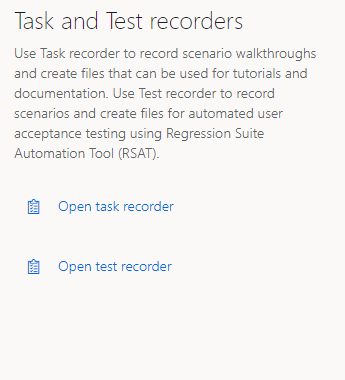 Task and Test recorders
Use Task recorder to record scenario walkthroughs
and create files that can be used for tutorials and
documentation. Use Test recorder to record
scenarios and create files for automated user
acceptance testing using Regression Suite
Automation Tool (RSAT).
Open task recorder
Open test recorder